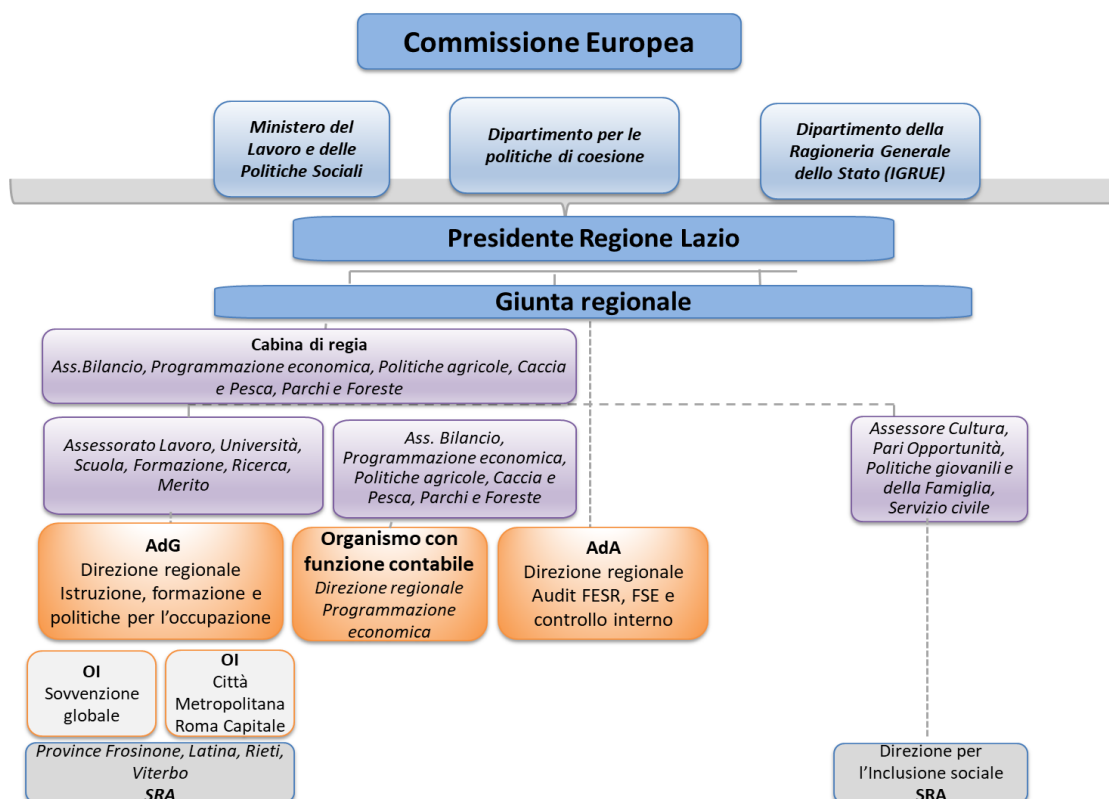 Commissione Europea
Ministero del
Lavoro e delle
Politiche Sociali
Dipartimento per le
politiche di coesione
Dipartimento della
Ragioneria Generale
dello Stato (IGRUE)
Presidente Regione Lazio
Giunta regionale
Cabina di regia
Ass.Bilancio, Programmazione economica, Politiche agricole, Caccia
e Pesca, Parchi e Foreste
Assessorato Lavoro, Università,
Scuola, Formazione, Ricerca,
Merito
Ass. Bilancio,
Programmazione economica,
Politiche agricole, Caccia e
Pesca, Parchi e Foreste
Assessore Cultura,
Pari Opportunità,
Politiche giovanili e
della Famiglia,
Servizio civile
AdG
Direzione regionale
Istruzione, formazione e
politiche per l’occupazione
Organismo con
funzione contabile
Direzione regionale
Programmazione
economica
AdA
Direzione regionale
Audit FESR, FSE e
controllo interno
OI
Sovvenzione
globale
OI
Città
Metropolitana
Roma Capitale
Province Frosinone, Latina, Rieti,
Viterbo
SRA
Direzione per
l’Inclusione sociale
SRA